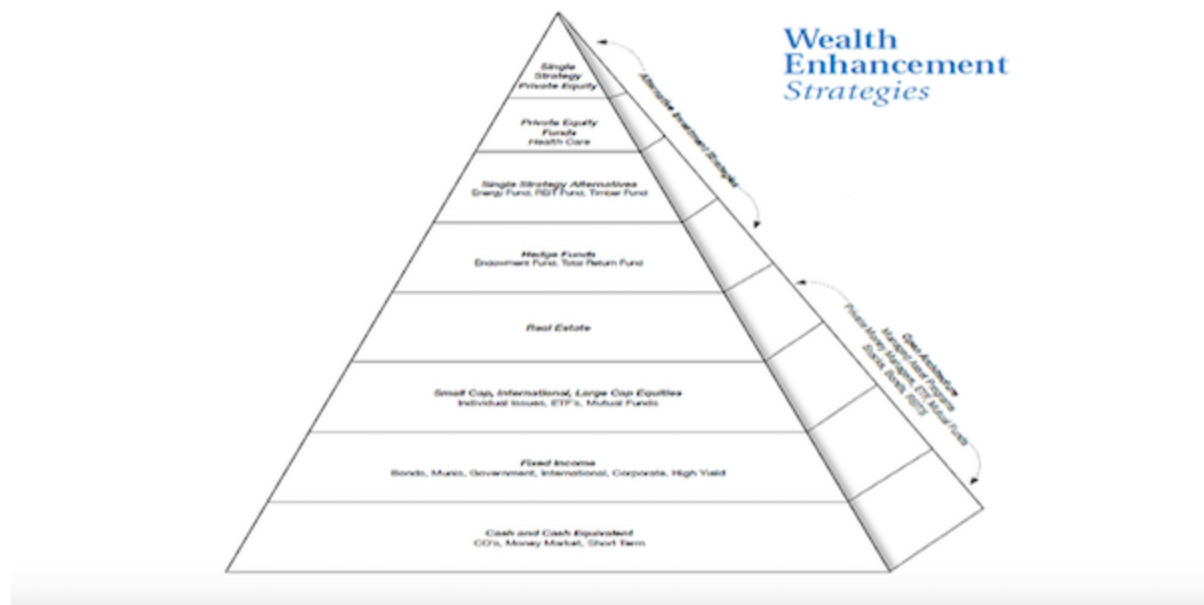 Wealth
Enhancement
Strategies
Single
Strategy
Private Equity
Private Equity
Funds
Health Care
Single Strategy Alternatives
Energy Fund, REIT Fund, Timber Fund
Hedge Funds
Endowment Fund, Total Return Fund
Real Estate
Small Cap, International, Large Cap Equities
Individual Issues, ETF's, Mutual Funds
Fixed Income
Bonds, Munis, Government, International, Corporate, High Yield
Cash and Cash Equivalent
CD's, Money Market, Short Term
Alternative Investment Strategies
Open Architecture
Managed Asset Programs
Private Money Managers, ETF, Mutual Funds
Stocks, Bonds,